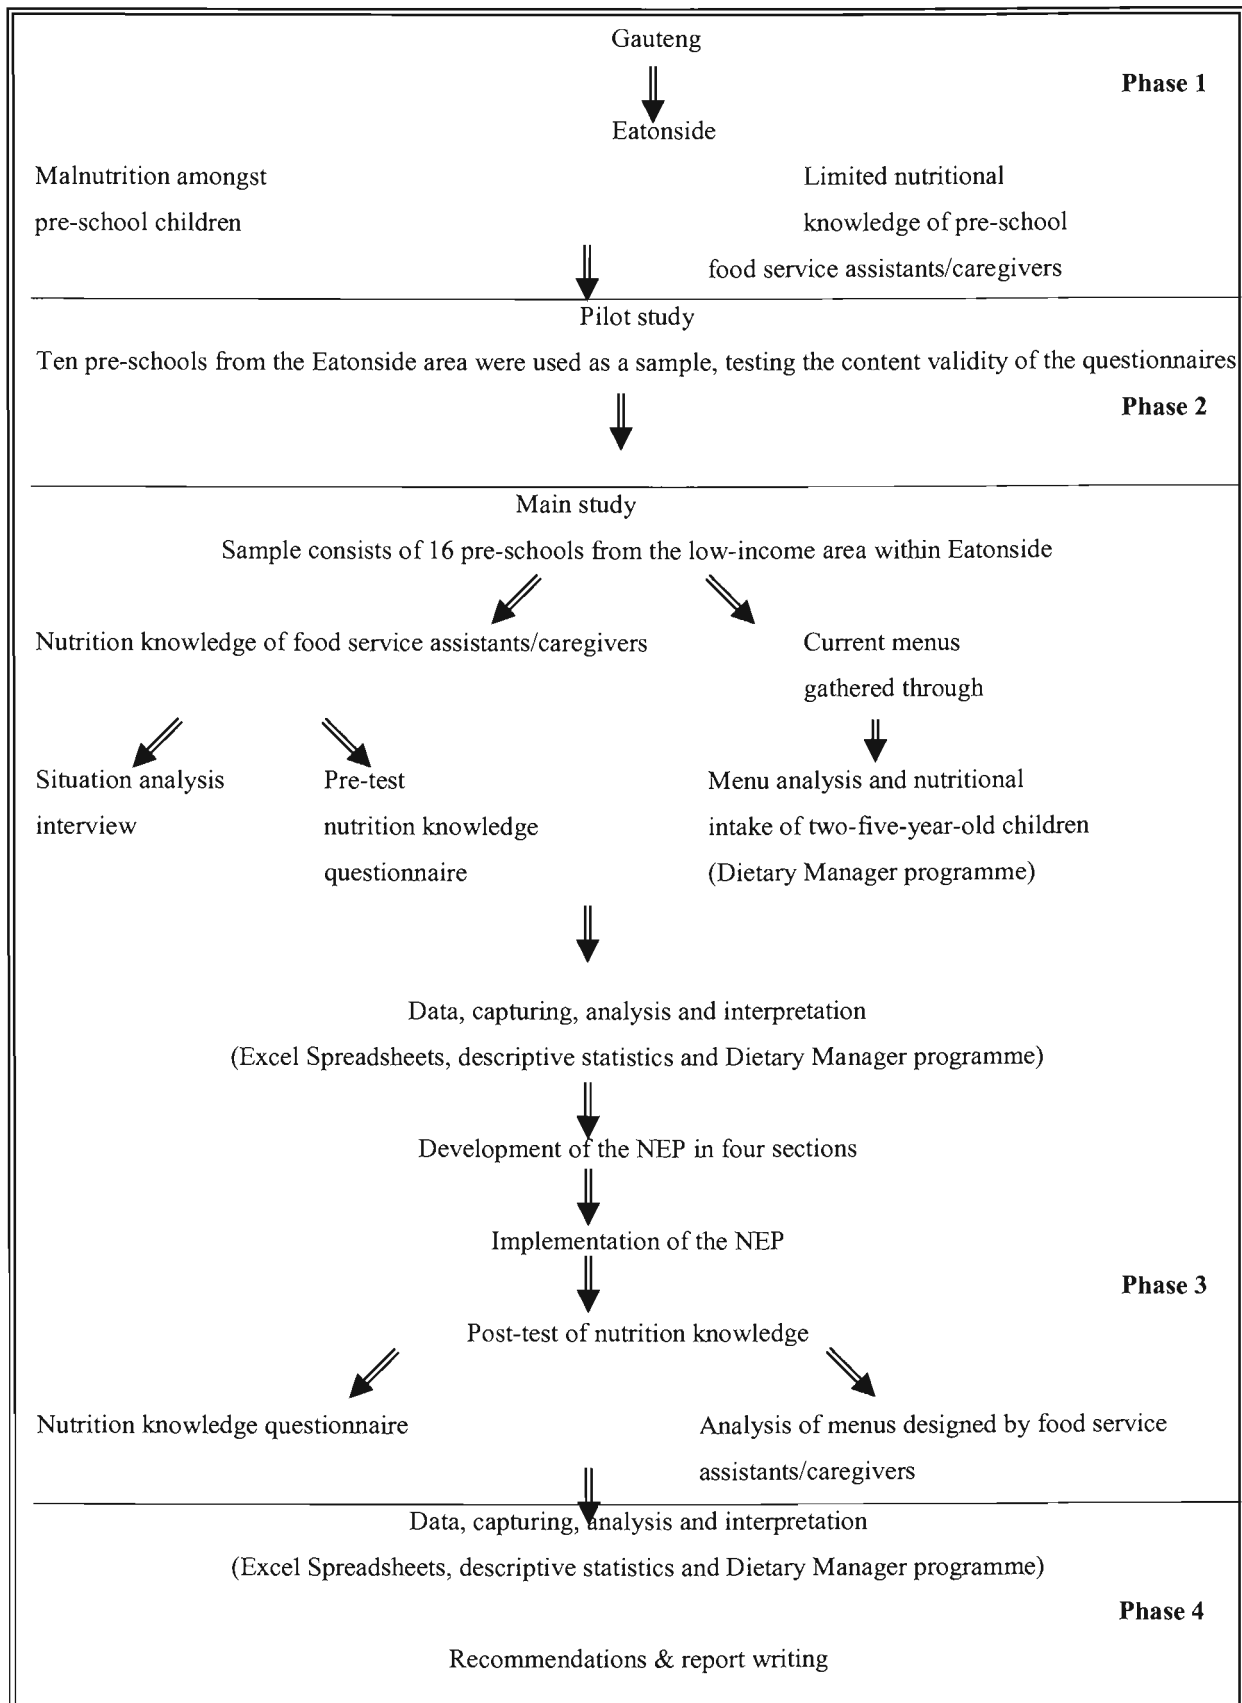 Gauteng
Phase 1
Eatonside
Malnutrition amongst
pre-school children
Limited nutritional
knowledge of pre-school
food service assistants/caregivers
Pilot study
Ten pre-schools from the Eatonside area were used as a sample, testing the content validity of the questionnaires
Phase 2
Main study
Sample consists of 16 pre-schools from the low-income area within Eatonside
Nutrition knowledge of food service assistants/caregivers
Current menus
gathered through
Situation analysis
interview
Pre-test
nutrition knowledge
questionnaire
Menu analysis and nutritional
intake of two-five-year-old children
(Dietary Manager programme)
Data, capturing, analysis and interpretation
(Excel Spreadsheets, descriptive statistics and Dietary Manager programme)
Development of the NEP in four sections
Implementation of the NEP
Phase 3
Post-test of nutrition knowledge
Nutrition knowledge questionnaire
Analysis of menus designed by food service
assistants/caregivers
Data, capturing, analysis and interpretation
(Excel Spreadsheets, descriptive statistics and Dietary Manager programme)
Phase 4
Recommendations & report writing